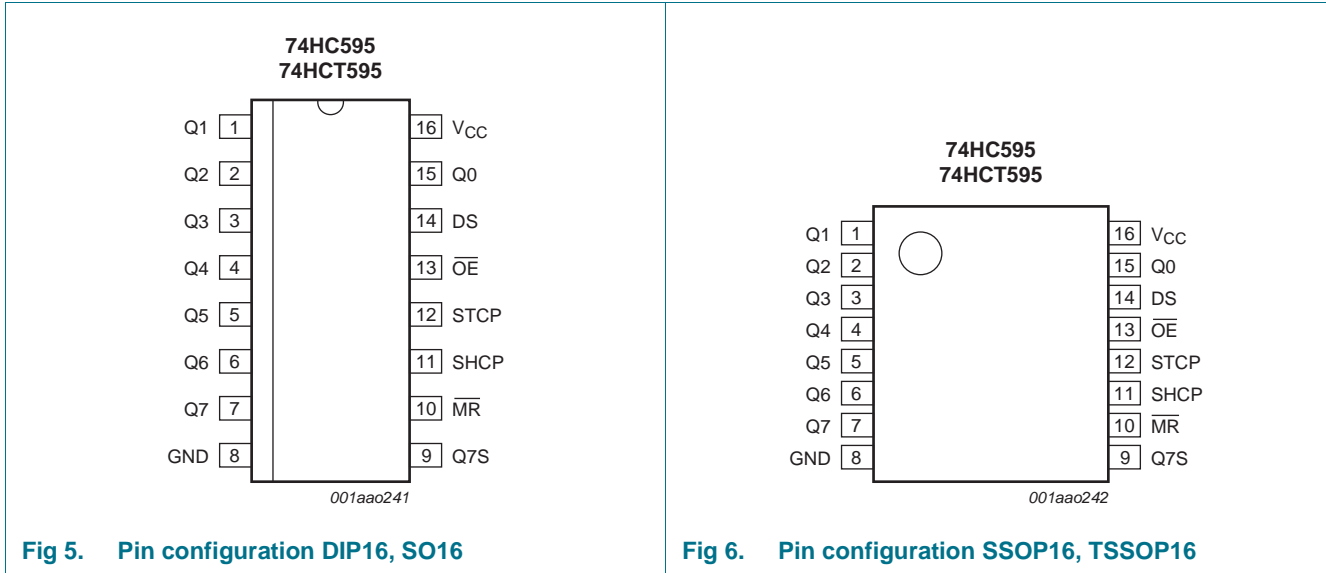 74HC595
74HCT595
Q1 1 16 VCC
Q2 2 15 Q0
Q3 3 14 DS
Q4 4 13 OE
Q5 5 12 STCP
Q6 6 11 SHCP
Q7 7 10 MR
GND 8 9 Q7S
001aao241
Fig 5. Pin configuration DIP16, SO16
74HC595
74HCT595
Q1 1 16 VCC
Q2 2 15 Q0
Q3 3 14 DS
Q4 4 13 OE
Q5 5 12 STCP
Q6 6 11 SHCP
Q7 7 10 MR
GND 8 9 Q7S
001aao242
Fig 6. Pin configuration SSOP16, TSSOP16